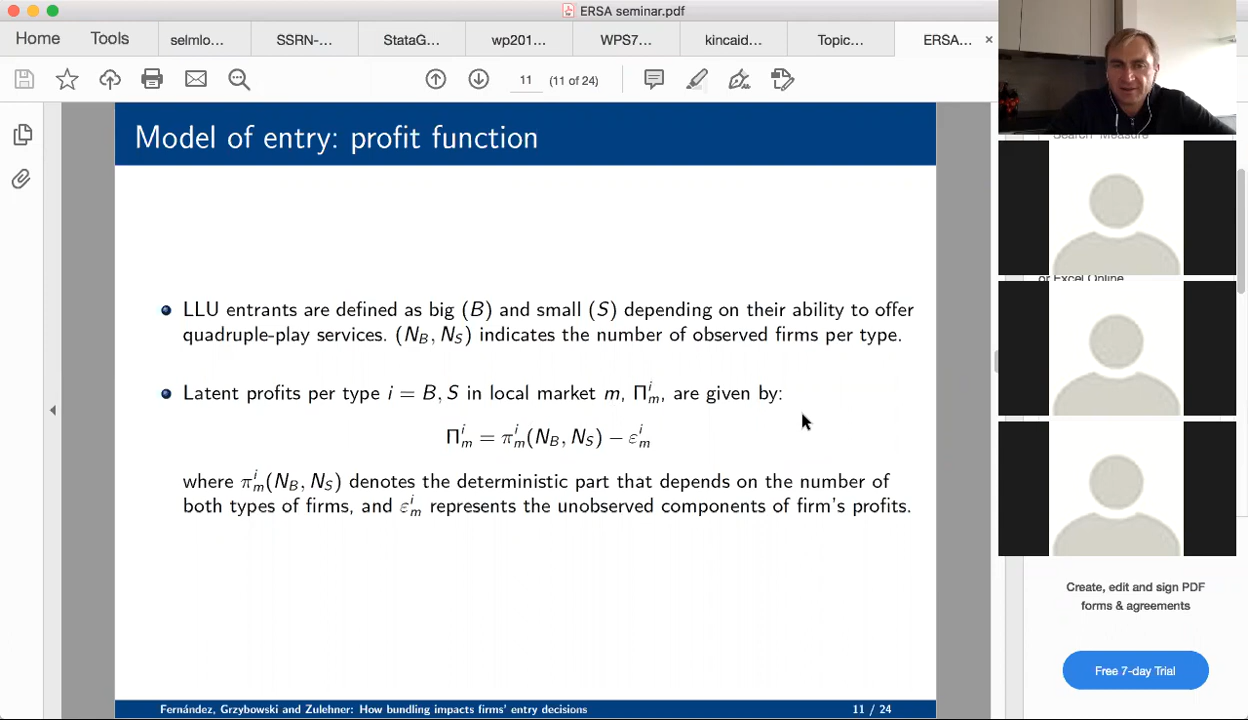 ERSA seminar.pdf
Home Tools selmlo... SSRN-... StataG... wp201... WPS7... kincaid... Topic... ERSA... ×
11 (11 of 24)
Model of entry: profit function
LLU entrants are defined as big (B) and small (S) depending on their ability to offer
quadruple-play services. (N_B, N_S) indicates the number of observed firms per type.
Latent profits per type i = B, S in local market m, Π^i_m, are given by:
Π^i_m = π^i_m(N_B, N_S) − ε^i_m
where π^i_m(N_B, N_S) denotes the deterministic part that depends on the number of
both types of firms, and ε^i_m represents the unobserved components of firm's profits.
Fernández, Grzybowski and Zulehner: How bundling impacts firms' entry decisions 11 / 24
Search 'Measure'
or Excel Online
Create, edit and sign PDF
forms & agreements
Free 7-day Trial